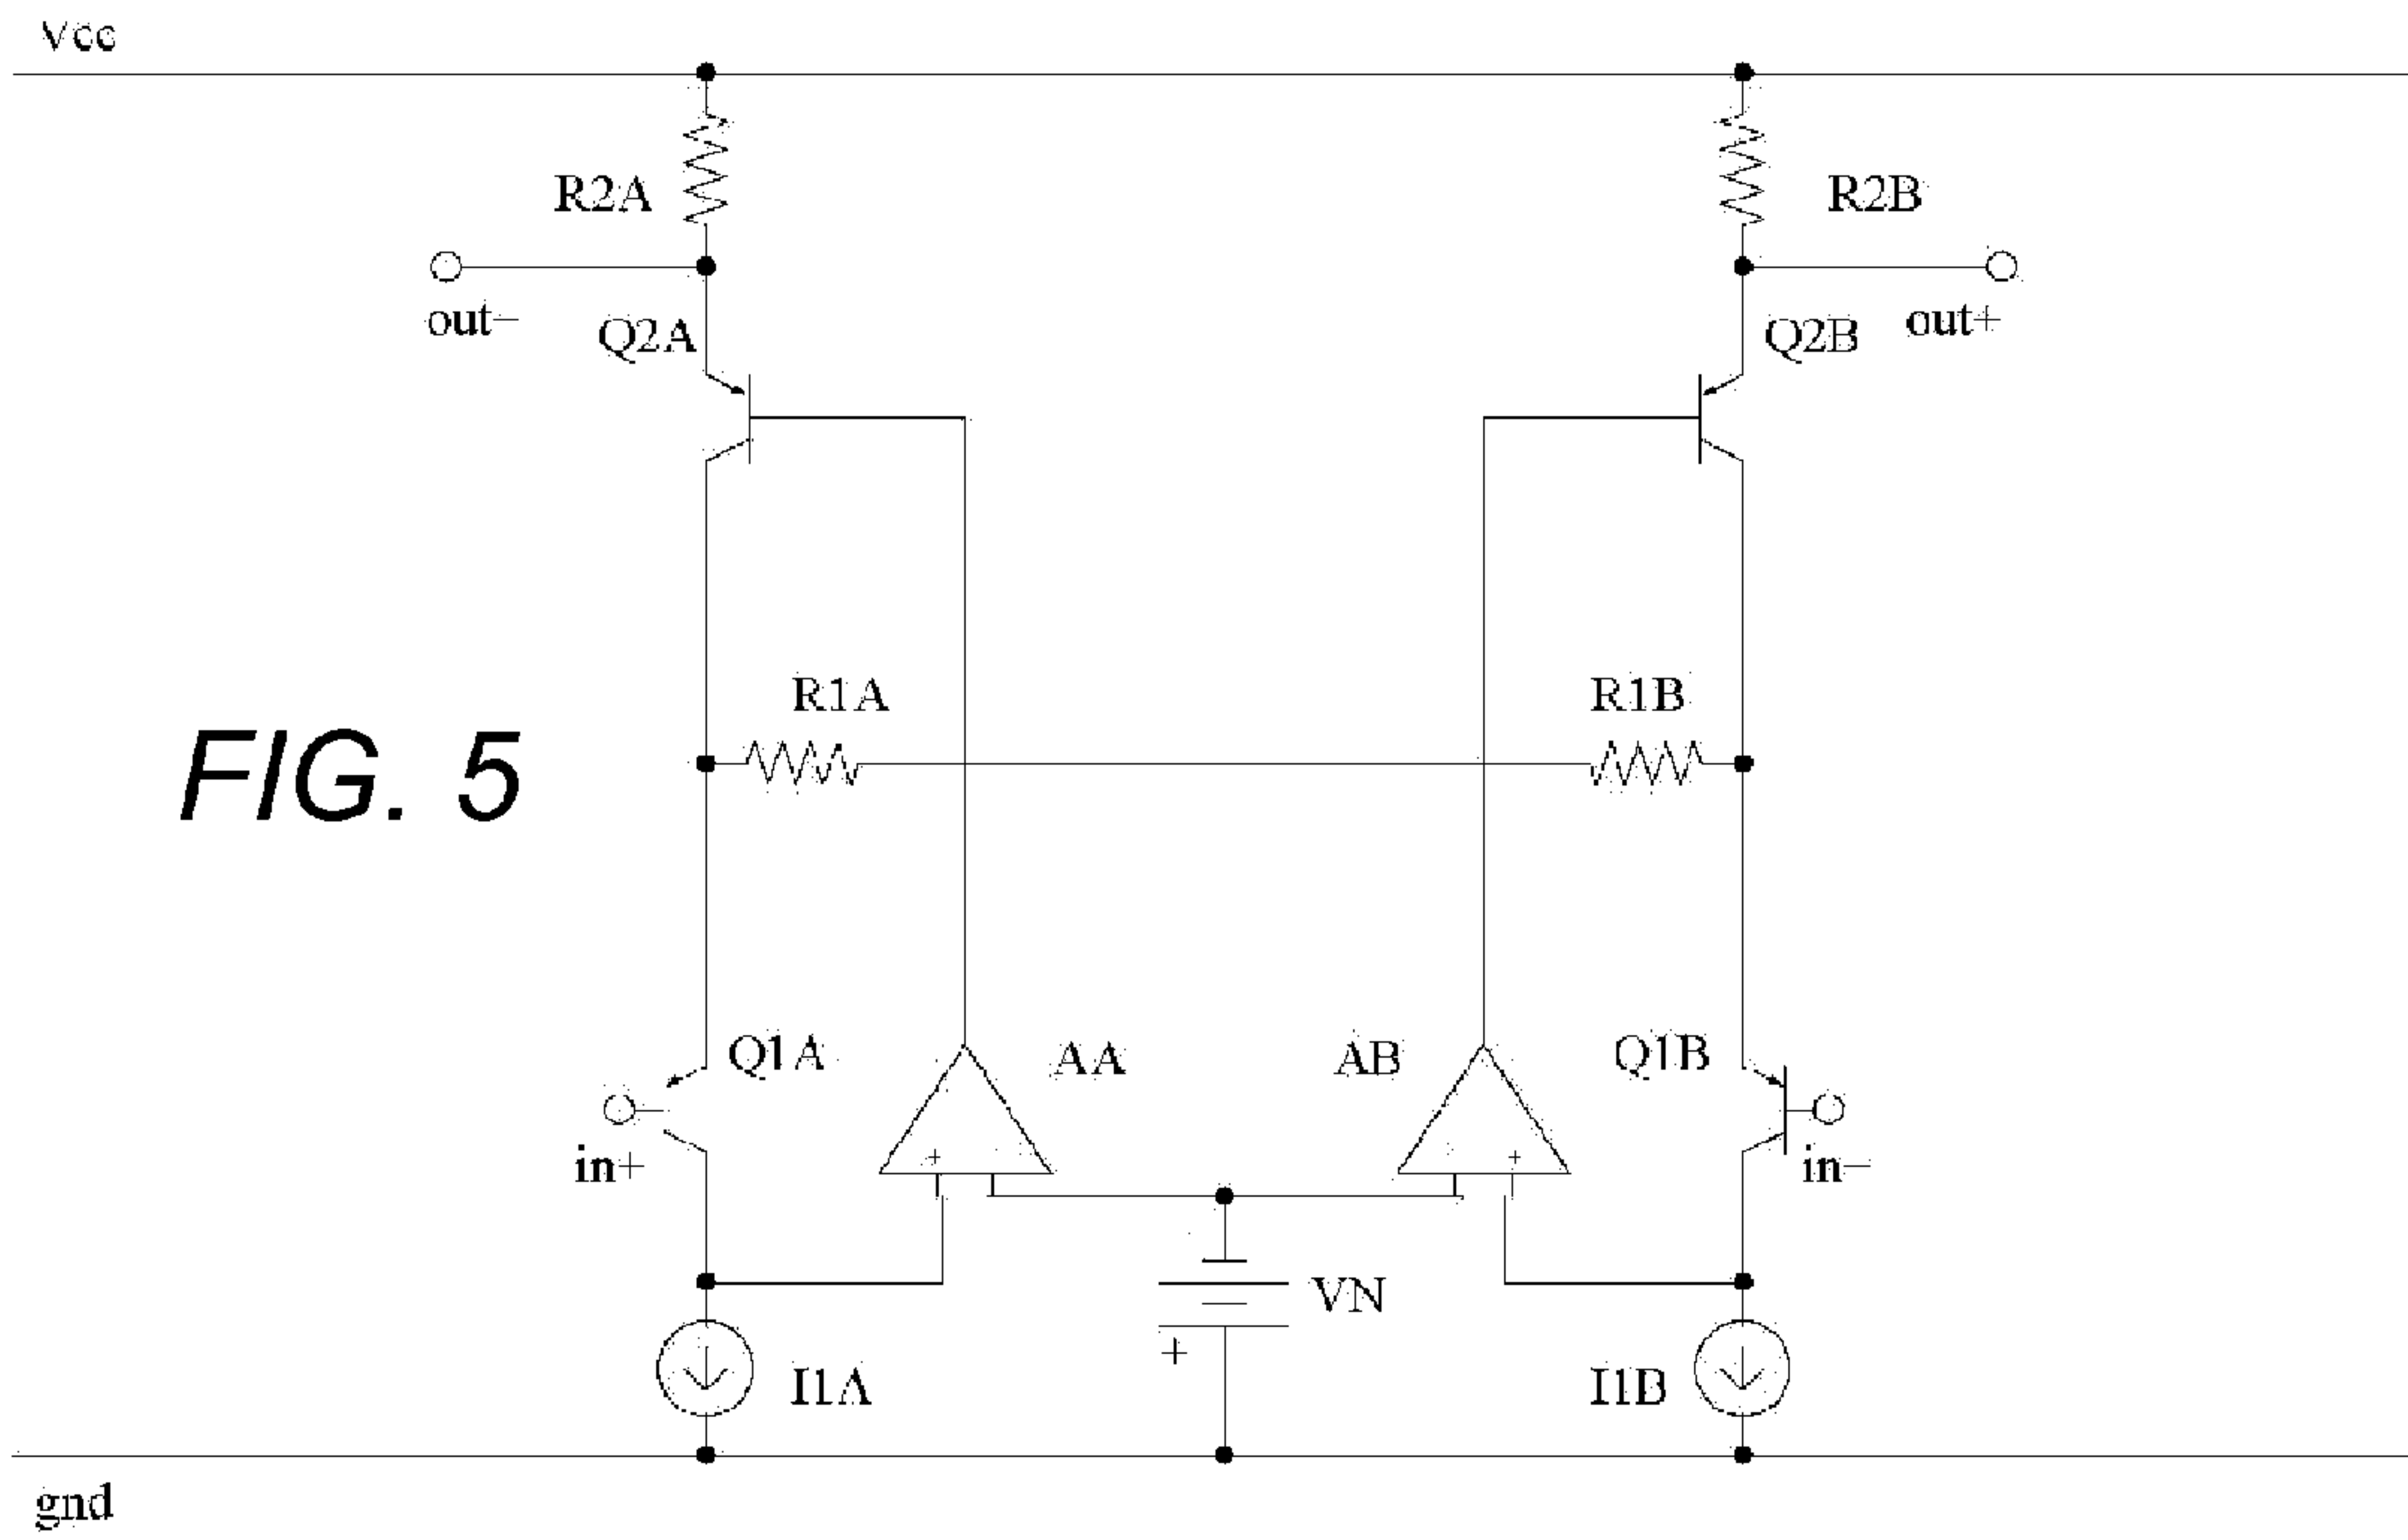 Vcc
R2A
R2B
out−
Q2A
Q2B
out+
R1A
R1B
FIG. 5
Q1A
AA
AB
Q1B
+
+
in+
in−
VN
+
I1A
I1B
gnd